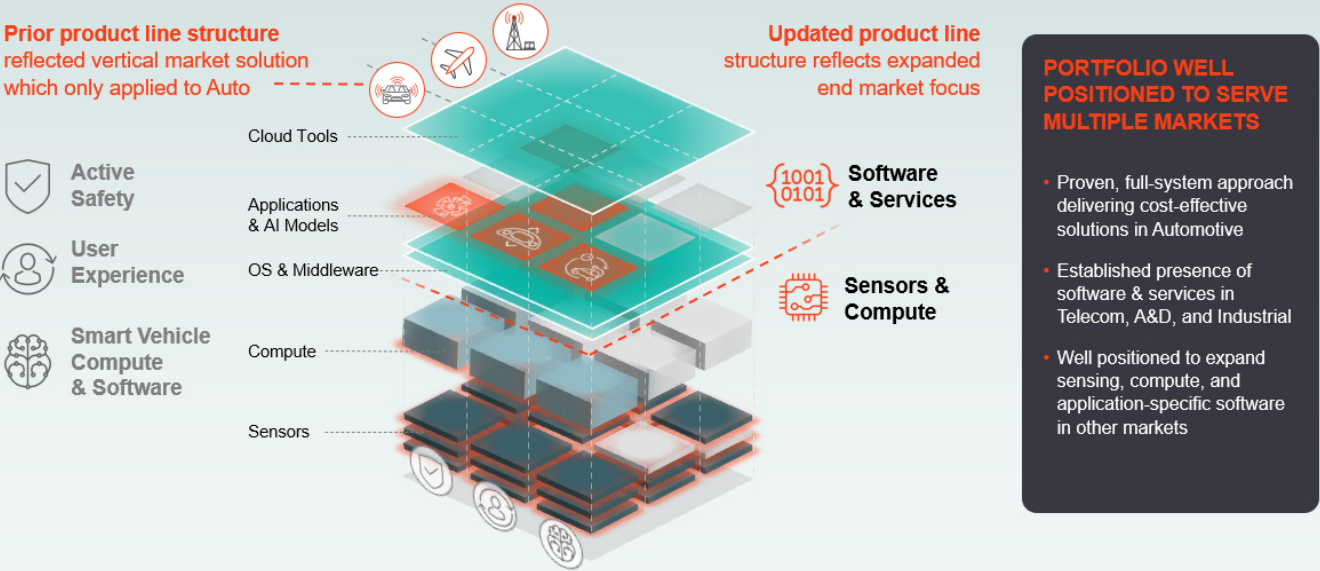 Prior product line structure
reflected vertical market solution
which only applied to Auto
Active
Safety
User
Experience
Smart Vehicle
Compute
& Software
Cloud Tools
Applications
& AI Models
OS & Middleware
Compute
Sensors
Updated product line
structure reflects expanded
end market focus
1001
0101
Software
& Services
Sensors &
Compute
PORTFOLIO WELL
POSITIONED TO SERVE
MULTIPLE MARKETS
• Proven, full-system approach
delivering cost-effective
solutions in Automotive
• Established presence of
software & services in
Telecom, A&D, and Industrial
• Well positioned to expand
sensing, compute, and
application-specific software
in other markets